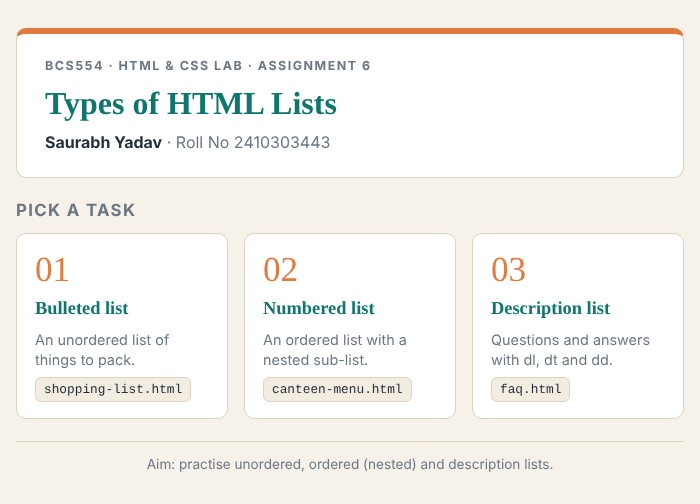 BCS554 · HTML & CSS LAB · ASSIGNMENT 6
Types of HTML Lists
Saurabh Yadav · Roll No 2410303443
PICK A TASK
01
Bulleted list
An unordered list of
things to pack.
shopping-list.html
02
Numbered list
An ordered list with a
nested sub-list.
canteen-menu.html
03
Description list
Questions and answers
with dl, dt and dd.
faq.html
Aim: practise unordered, ordered (nested) and description lists.